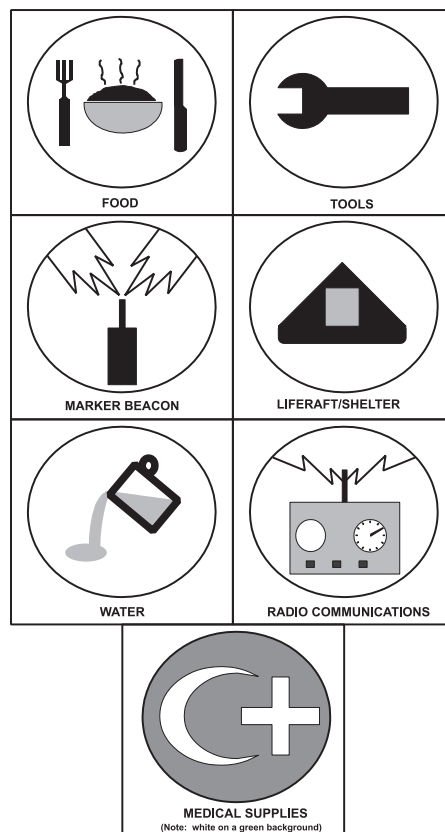 FOOD
TOOLS
MARKER BEACON
LIFERAFT/SHELTER
WATER
RADIO COMMUNICATIONS
MEDICAL SUPPLIES
(Note: white on a green background)